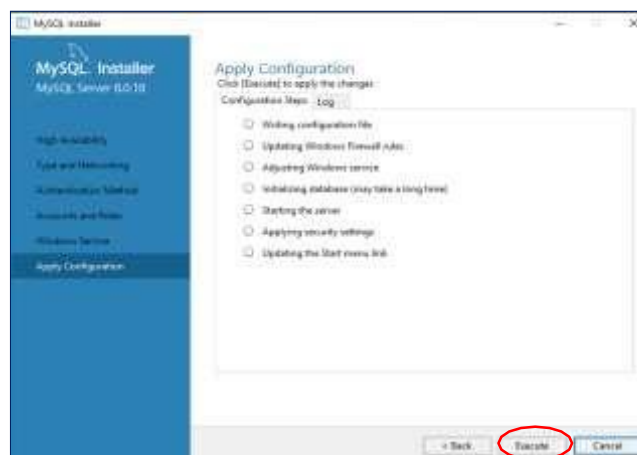 MySQL Installer
MySQL Installer
MySQL Server 8.0.18
High Availability
Type and Networking
Authentication Method
Accounts and Roles
Windows Service
Apply Configuration
Apply Configuration
Click [Execute] to apply the changes
Configuration Steps Log
Writing configuration file
Updating Windows Firewall rules
Adjusting Windows service
Initializing database (may take a long time)
Starting the server
Applying security settings
Updating the Start menu link
< Back Execute Cancel